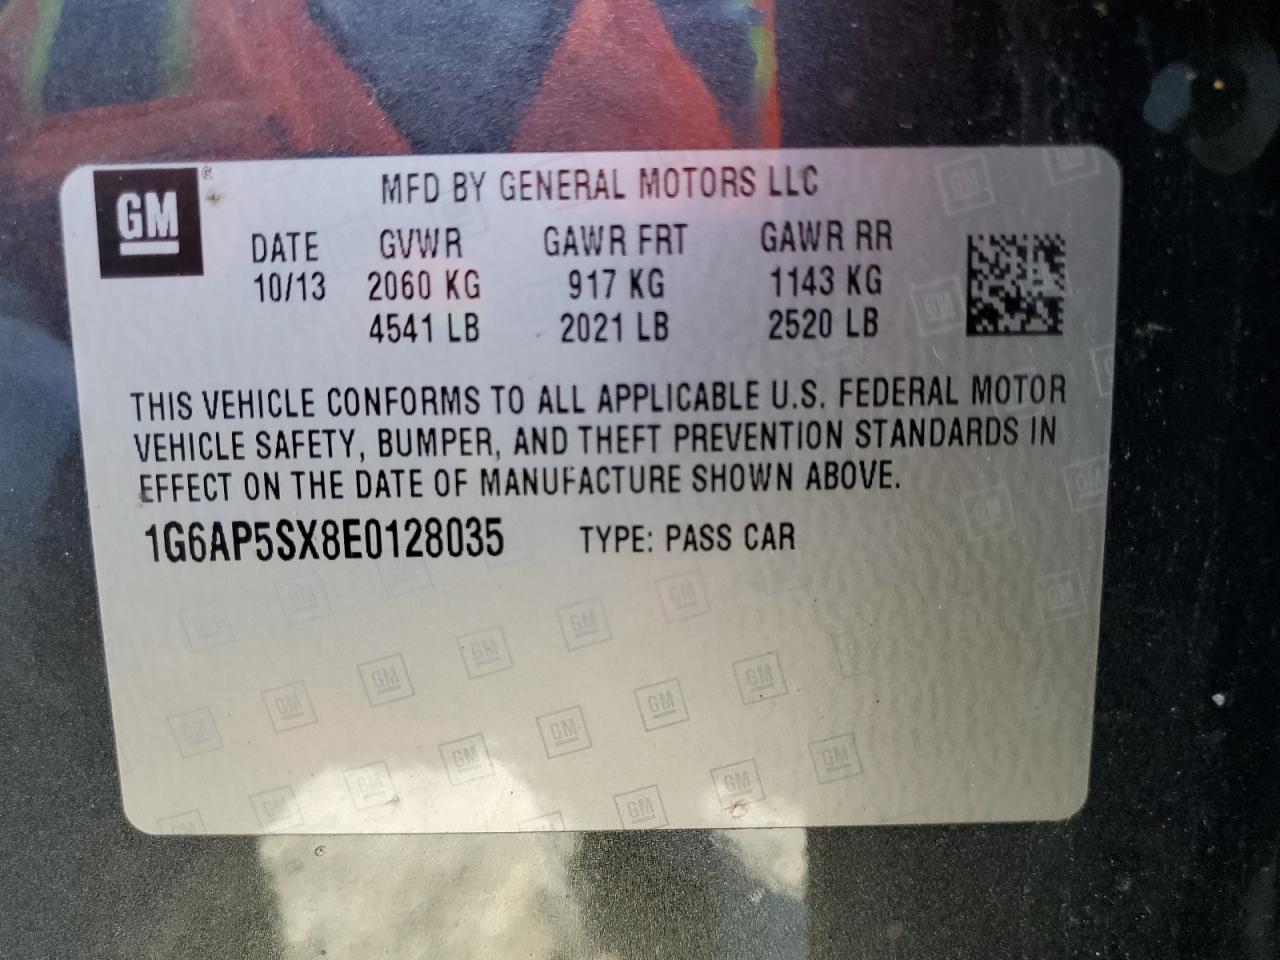 GM ®
MFD BY GENERAL MOTORS LLC
DATE GVWR GAWR FRT GAWR RR
10/13 2060 KG 917 KG 1143 KG
4541 LB 2021 LB 2520 LB
THIS VEHICLE CONFORMS TO ALL APPLICABLE U.S. FEDERAL MOTOR
VEHICLE SAFETY, BUMPER, AND THEFT PREVENTION STANDARDS IN
EFFECT ON THE DATE OF MANUFACTURE SHOWN ABOVE.
1G6AP5SX8E0128035 TYPE: PASS CAR